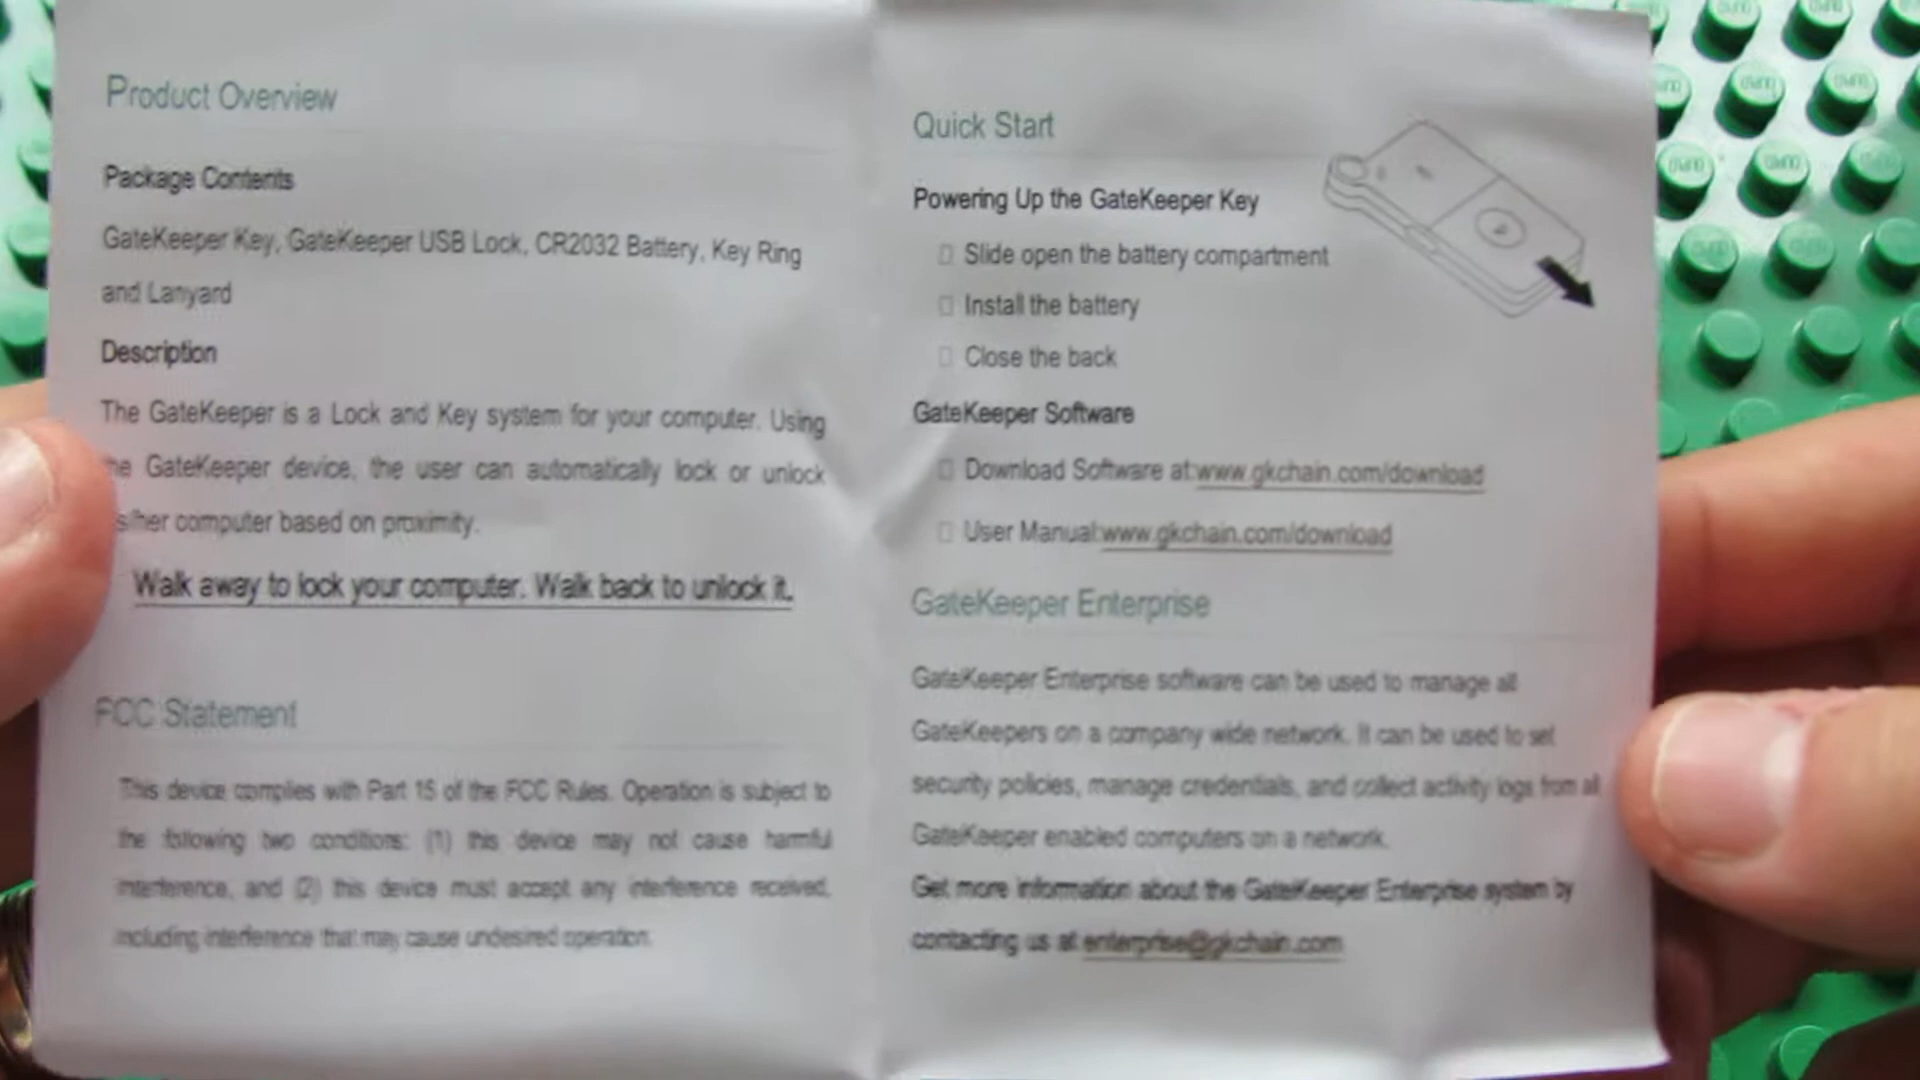 Product Overview
Package Contents
GateKeeper Key, GateKeeper USB Lock, CR2032 Battery, Key Ring
and Lanyard
Description
The GateKeeper is a Lock and Key system for your computer. Using
he GateKeeper device, the user can automatically lock or unlock
s/her computer based on proximity.
Walk away to lock your computer. Walk back to unlock it.
FCC Statement
This device complies with Part 15 of the FCC Rules. Operation is subject to
the following two conditions: (1) this device may not cause harmful
interference, and (2) this device must accept any interference received,
including interference that may cause undesired operation.
Quick Start
Powering Up the GateKeeper Key
Slide open the battery compartment
Install the battery
Close the back
GateKeeper Software
Download Software at:www.gkchain.com/download
User Manual:www.gkchain.com/download
GateKeeper Enterprise
GateKeeper Enterprise software can be used to manage all
GateKeepers on a company wide network. It can be used to set
security policies, manage credentials, and collect activity logs from all
GateKeeper enabled computers on a network.
Get more information about the GateKeeper Enterprise system by
contacting us at enterprise@gkchain.com